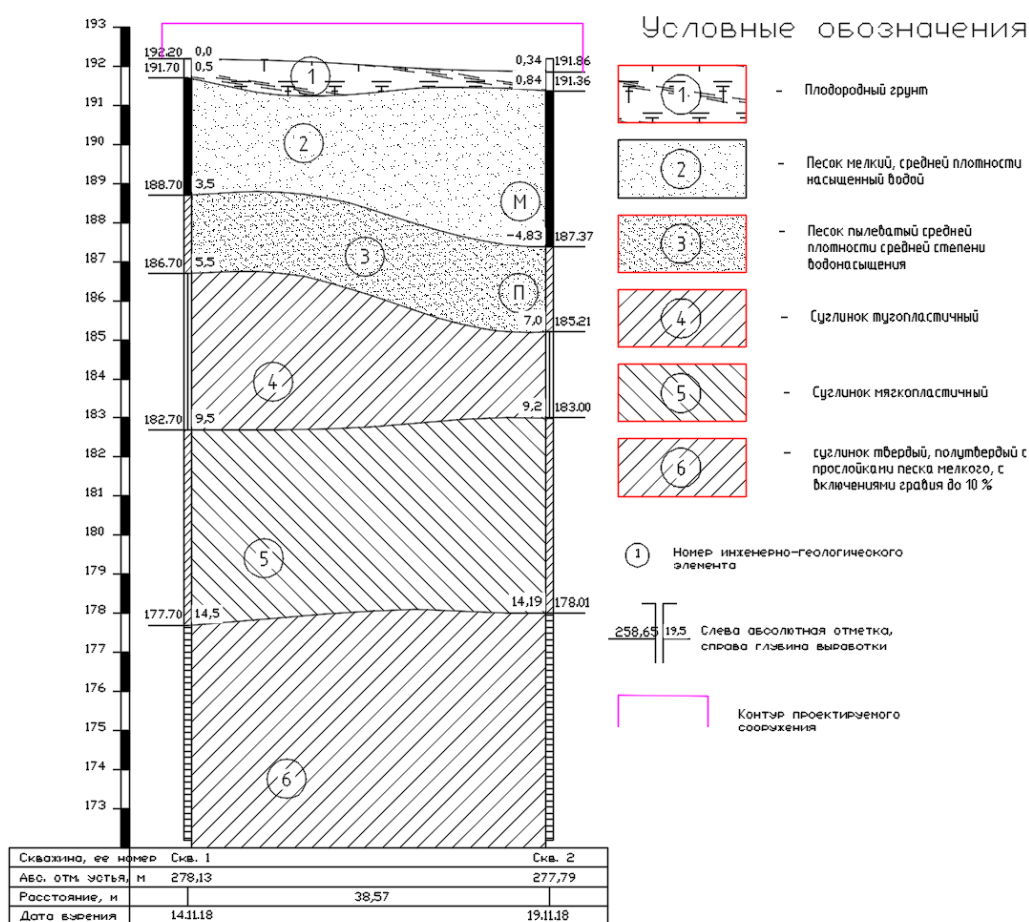 Условные обозначения
193
192
191
190
189
188
187
186
185
184
183
182
181
180
179
178
177
176
175
174
173
192.20 0,0
191.70 0,5
0,34 191.86
0,84 191.36
1
2
188.70 3,5
М
-4,83 187.37
3
186.70 5,5
П
7,0 185.21
4
9,2 183.00
182.70 9,5
5
14,19 178.01
177.70 14,5
6
1 - Плодородный грунт
2 - Песок мелкий, средней плотности
насыщенный водой
3 - Песок пылеватый средней
плотности средней степени
водонасыщения
4 - Суглинок тугопластичный
5 - Суглинок мягкопластичный
6 - суглинок твердый, полутвердый с
прослойками песка мелкого, с
включениями гравия до 10 %
1 Номер инженерно-геологического
элемента
258,65 19,5 Слева абсолютная отметка,
справа глубина выработки
Контур проектируемого
сооружения
Скважина, ее номер Скв. 1 Скв. 2
Абс. отм. устья, м 278,13 277,79
Расстояние, м 38,57
Дата бурения 14.11.18 19.11.18